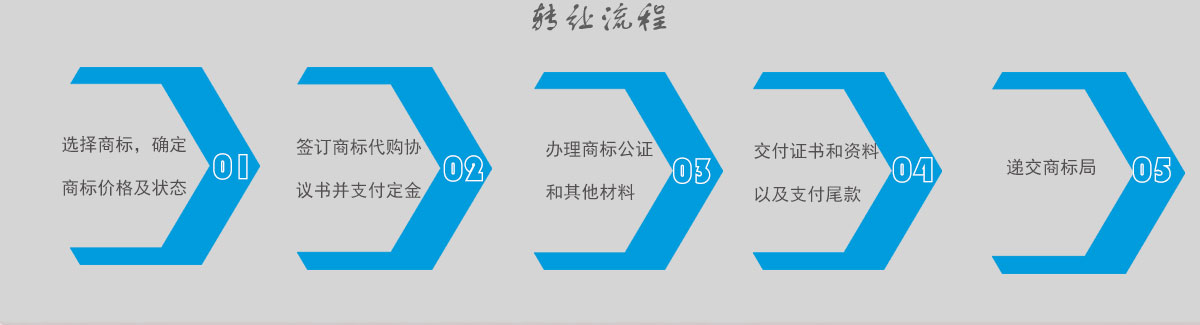 转让流程
选择商标，确定
商标价格及状态
01
签订商标代购协
议书并支付定金
02
办理商标公证
和其他材料
03
交付证书和资料
以及支付尾款
04
递交商标局
05